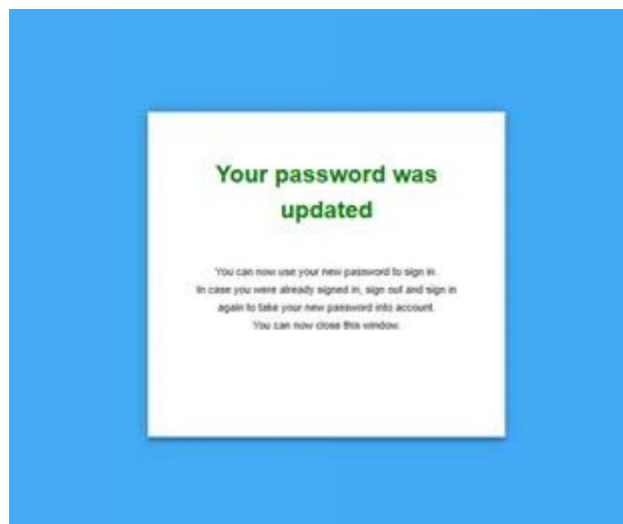 Your password was
updated
You can now use your new password to sign in.
In case you were already signed in, sign out and sign in
again to take your new password into account.
You can now close this window.